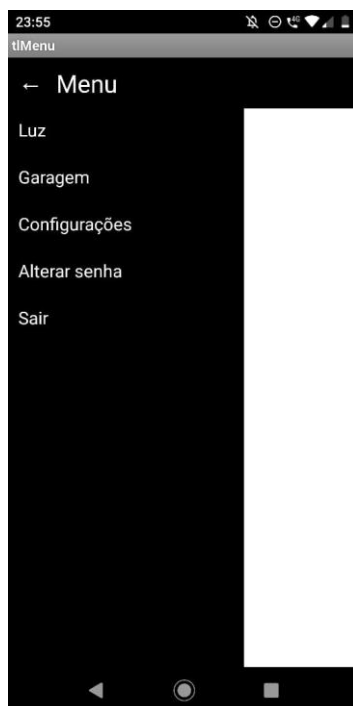 23:55
tlMenu
← Menu
Luz
Garagem
Configurações
Alterar senha
Sair